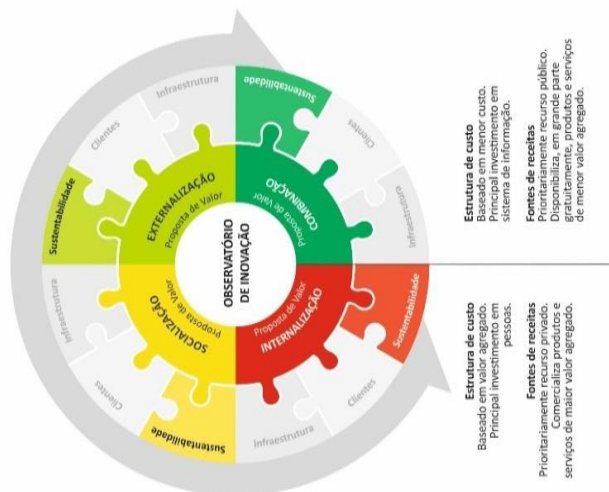 OBSERVATÓRIO
DE INOVAÇÃO
SOCIALIZAÇÃO
Proposta de Valor
EXTERNALIZAÇÃO
Proposta de Valor
COMBINAÇÃO
Proposta de Valor
INTERNALIZAÇÃO
Proposta de Valor
Sustentabilidade
Clientes
Infraestrutura
Sustentabilidade
Clientes
Infraestrutura
Sustentabilidade
Clientes
Infraestrutura
Sustentabilidade
Clientes
Infraestrutura
Estrutura de custo
Baseado em valor agregado.
Principal investimento em
pessoas.
Fontes de receitas
Prioritariamente recurso privado.
Comercializa produtos e
serviços de maior valor agregado.
Estrutura de custo
Baseado em menor custo.
Principal investimento em
sistema de informação.
Fontes de receitas
Prioritariamente recurso público.
Disponibiliza, em grande parte
gratuitamente, produtos e serviços
de menor valor agregado.